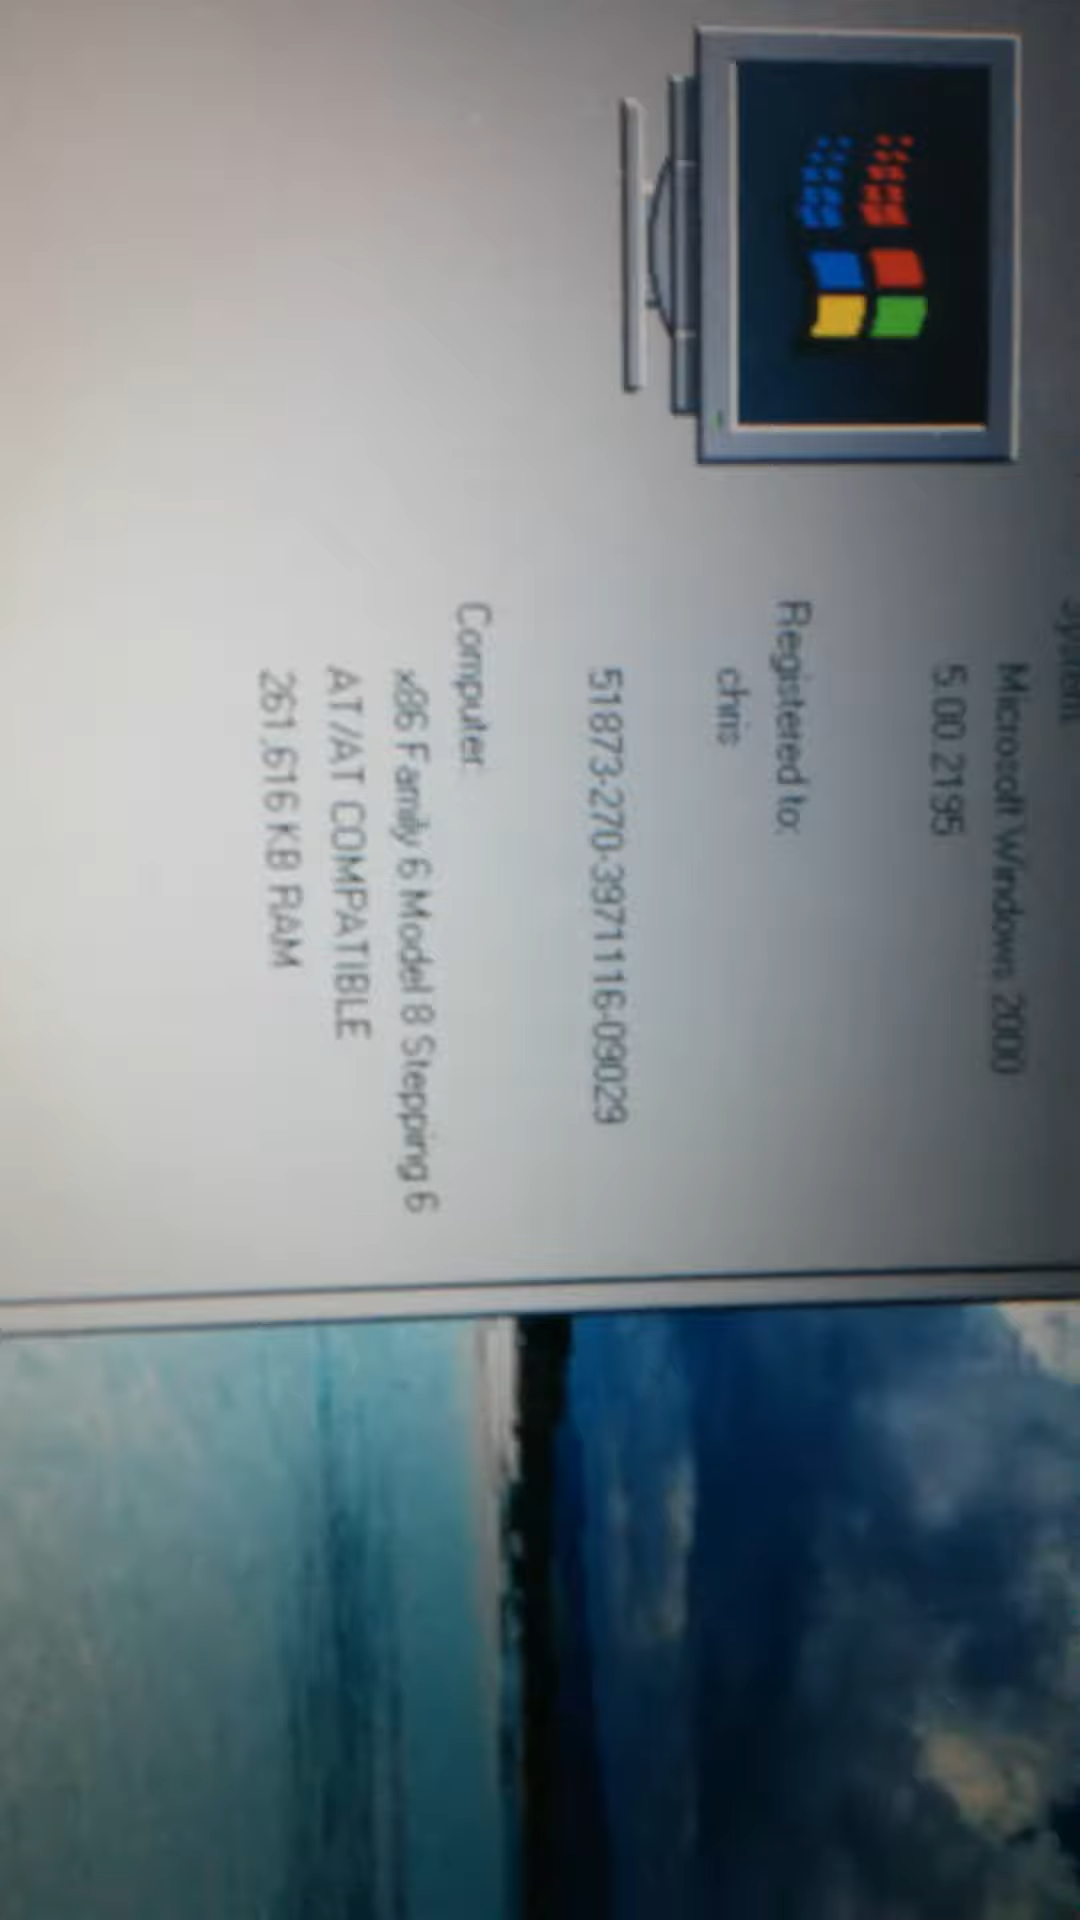 System:
Microsoft Windows 2000
5.00.2195
Registered to:
chris
51873-270-3971116-09029
Computer:
x86 Family 6 Model 8 Stepping 6
AT/AT COMPATIBLE
261,616 KB RAM